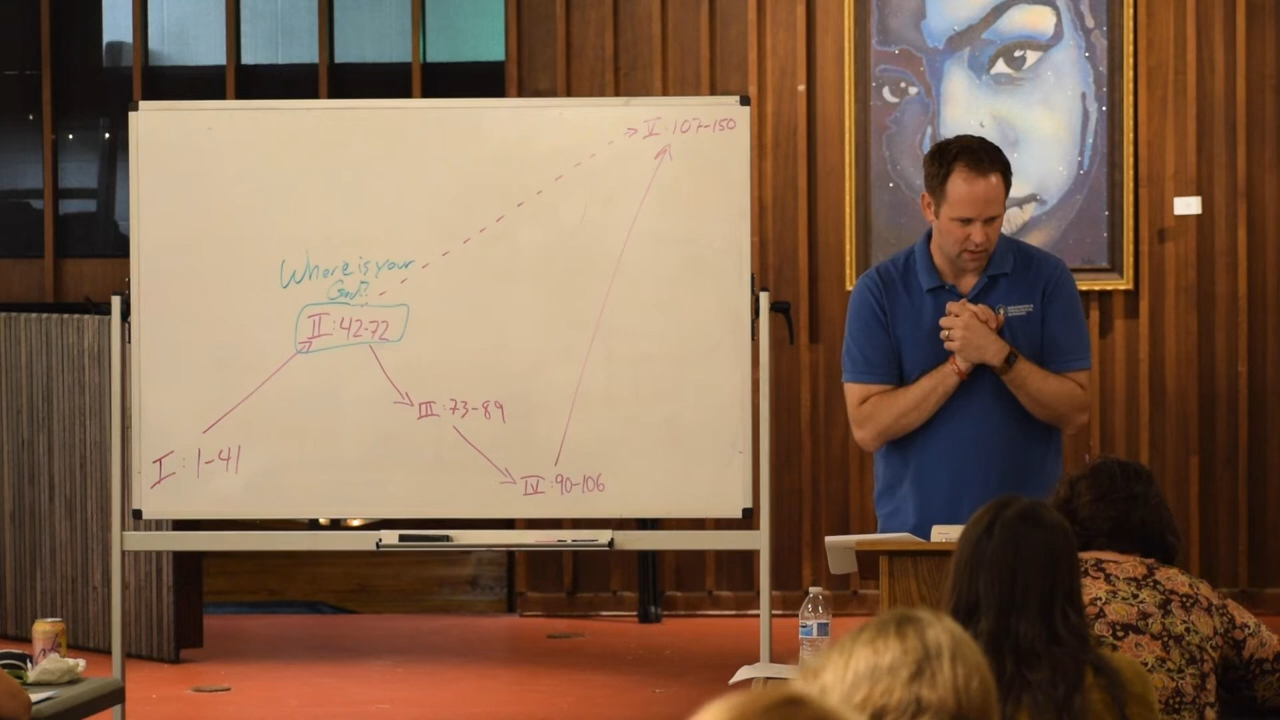 V:107-150
Where is your
God?
II:42-72
III:73-89
I:1-41
IV:90-106